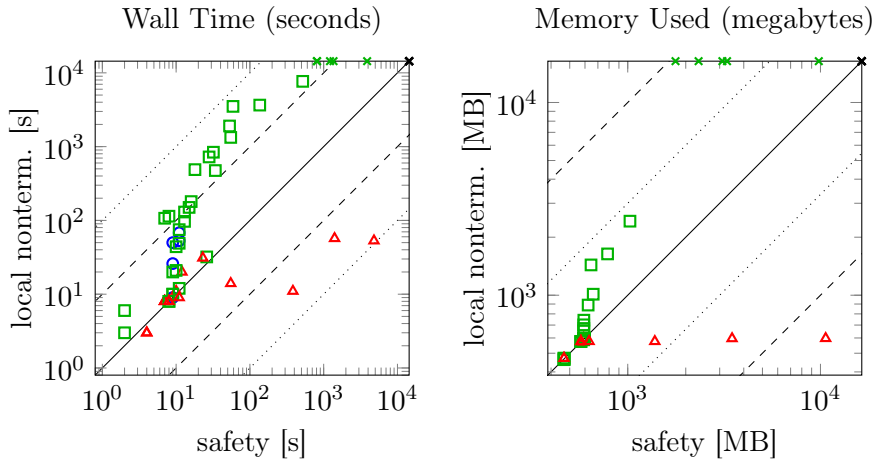 Wall Time (seconds)
10^4
10^3
10^2
10^1
10^0
local nonterm. [s]
10^0 10^1 10^2 10^3 10^4
safety [s]
Memory Used (megabytes)
10^4
10^3
local nonterm. [MB]
10^3 10^4
safety [MB]